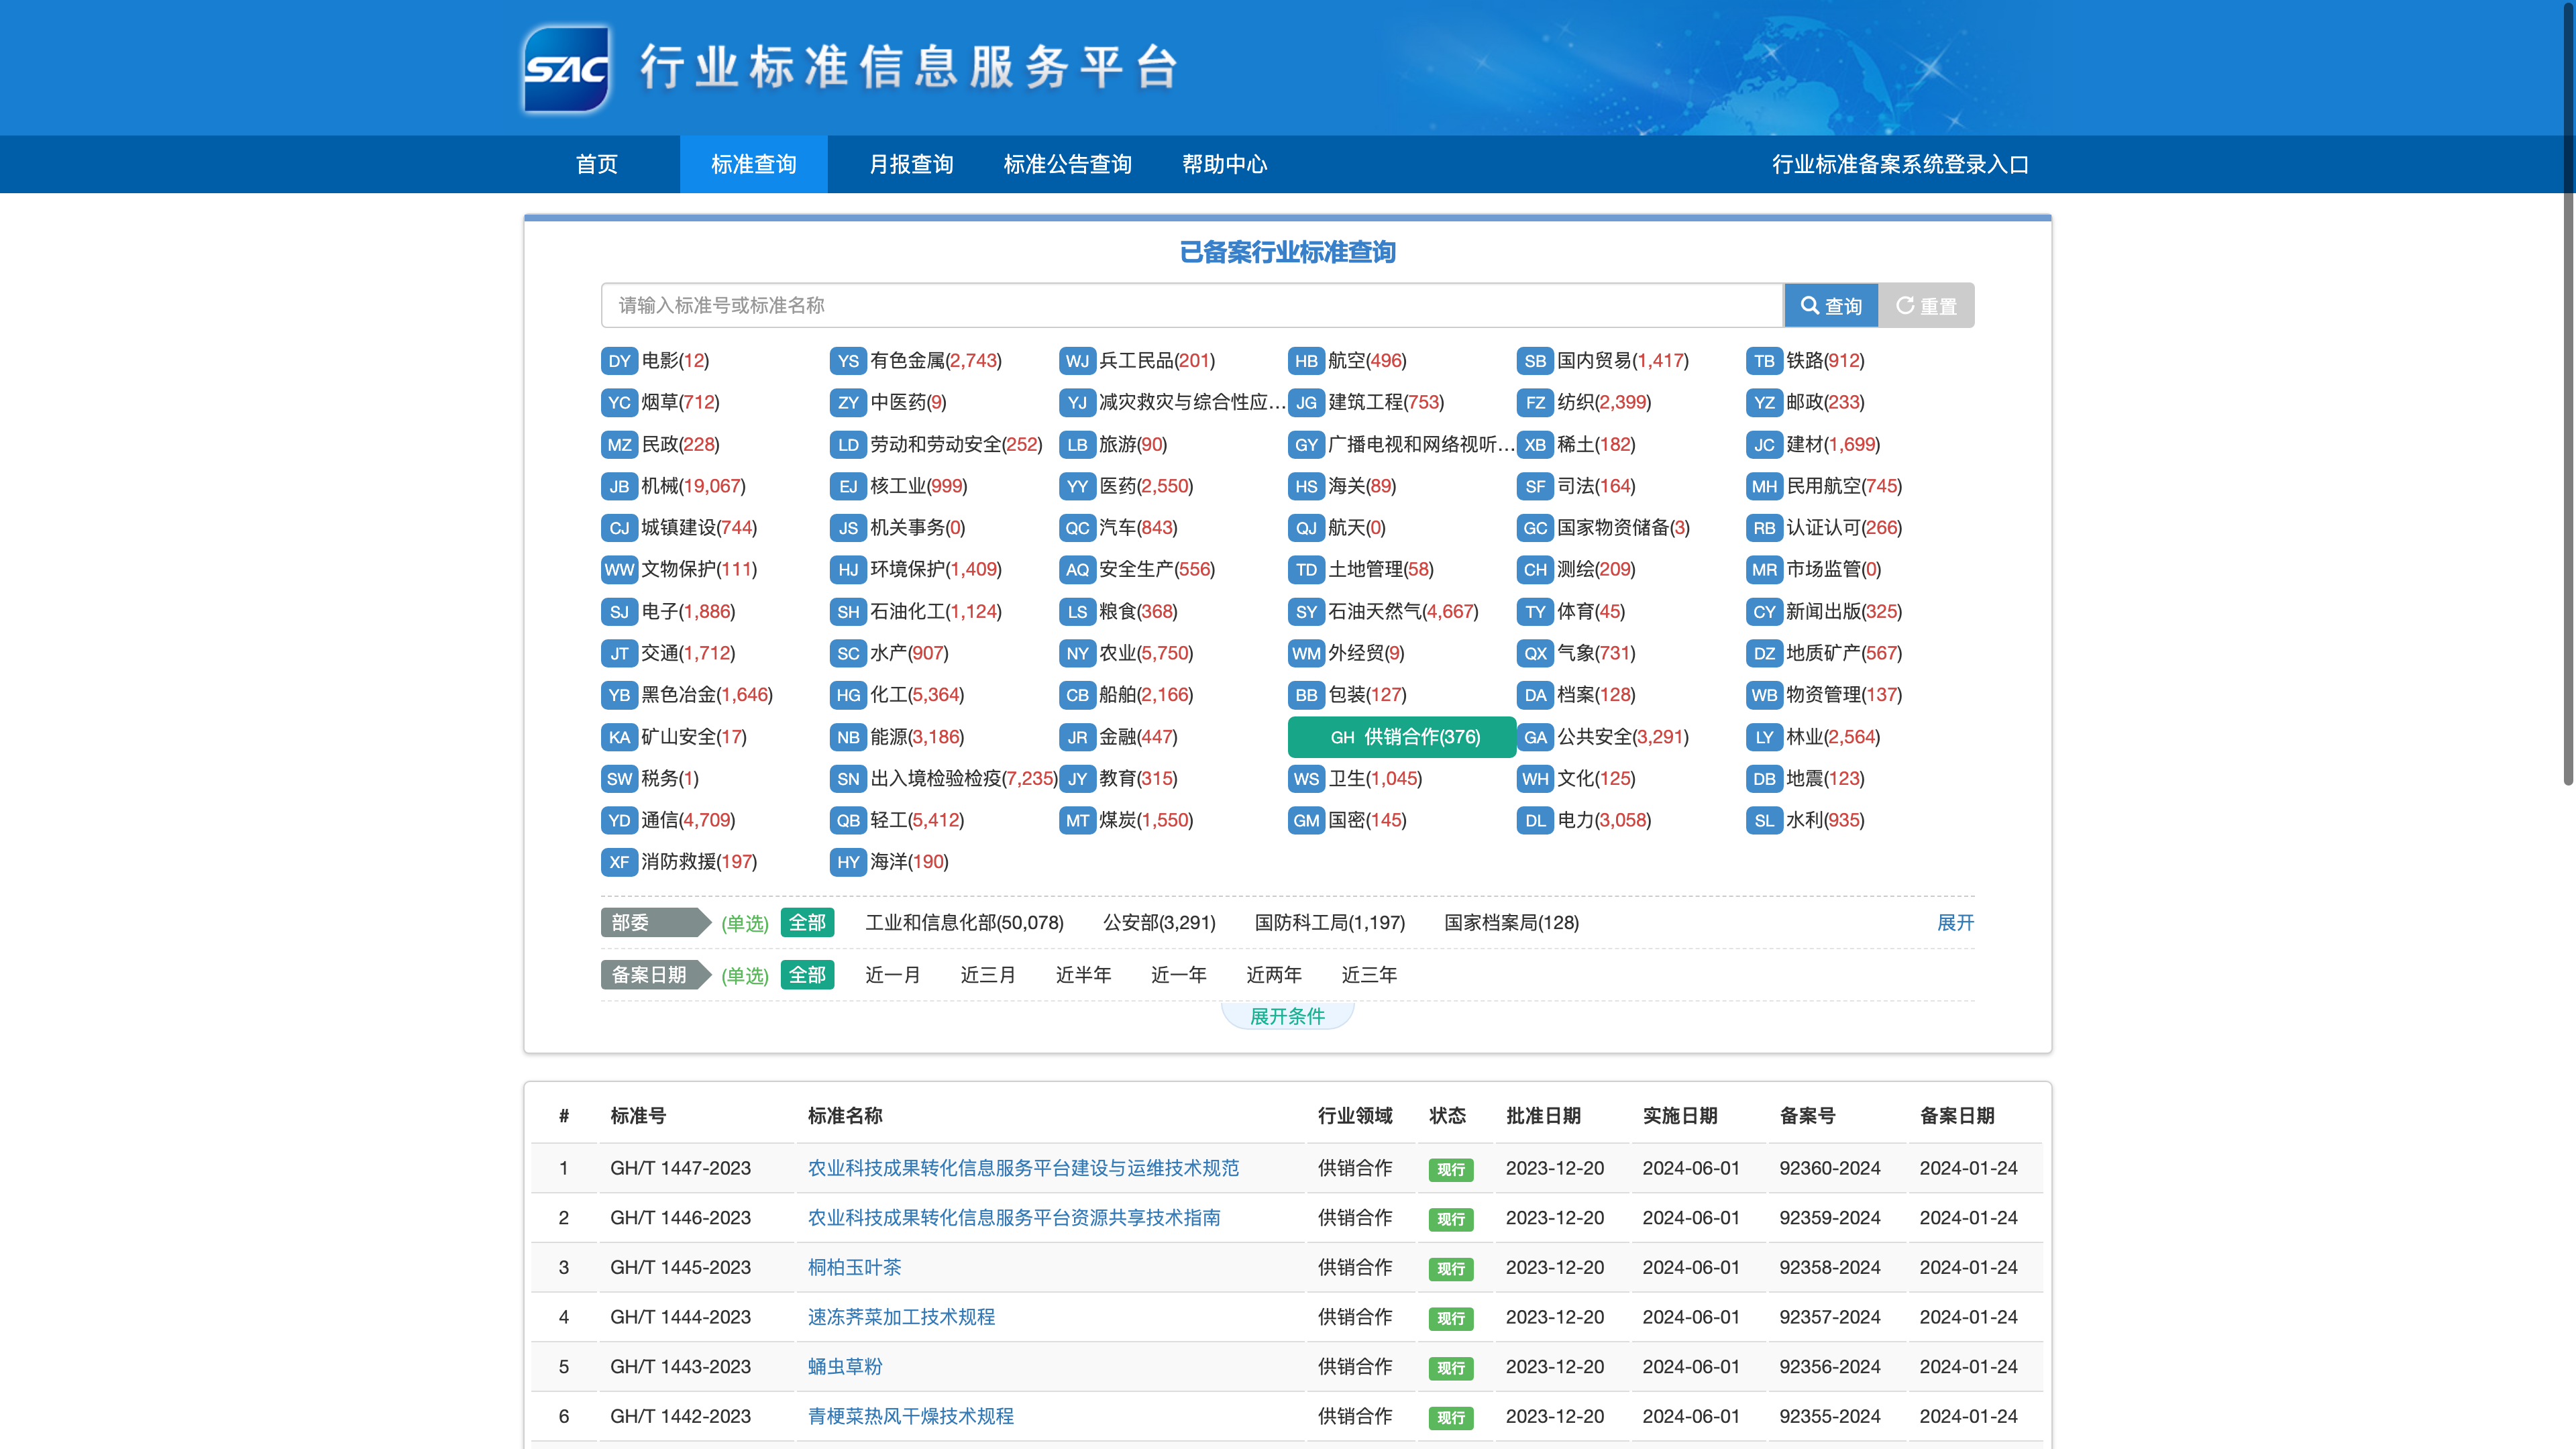 SAC 行业标准信息服务平台
首页 标准查询 月报查询 标准公告查询 帮助中心 行业标准备案系统登录入口
已备案行业标准查询
请输入标准号或标准名称 查询 重置
DY 电影(12) YS 有色金属(2,743) WJ 兵工民品(201) HB 航空(496) SB 国内贸易(1,417) TB 铁路(912)
YC 烟草(712) ZY 中医药(9) YJ 减灾救灾与综合性应... JG 建筑工程(753) FZ 纺织(2,399) YZ 邮政(233)
MZ 民政(228) LD 劳动和劳动安全(252) LB 旅游(90) GY 广播电视和网络视听... XB 稀土(182) JC 建材(1,699)
JB 机械(19,067) EJ 核工业(999) YY 医药(2,550) HS 海关(89) SF 司法(164) MH 民用航空(745)
CJ 城镇建设(744) JS 机关事务(0) QC 汽车(843) QJ 航天(0) GC 国家物资储备(3) RB 认证认可(266)
WW 文物保护(111) HJ 环境保护(1,409) AQ 安全生产(556) TD 土地管理(58) CH 测绘(209) MR 市场监管(0)
SJ 电子(1,886) SH 石油化工(1,124) LS 粮食(368) SY 石油天然气(4,667) TY 体育(45) CY 新闻出版(325)
JT 交通(1,712) SC 水产(907) NY 农业(5,750) WM 外经贸(9) QX 气象(731) DZ 地质矿产(567)
YB 黑色冶金(1,646) HG 化工(5,364) CB 船舶(2,166) BB 包装(127) DA 档案(128) WB 物资管理(137)
KA 矿山安全(17) NB 能源(3,186) JR 金融(447) GH 供销合作(376) GA 公共安全(3,291) LY 林业(2,564)
SW 税务(1) SN 出入境检验检疫(7,235) JY 教育(315) WS 卫生(1,045) WH 文化(125) DB 地震(123)
YD 通信(4,709) QB 轻工(5,412) MT 煤炭(1,550) GM 国密(145) DL 电力(3,058) SL 水利(935)
XF 消防救援(197) HY 海洋(190)
部委 (单选) 全部 工业和信息化部(50,078) 公安部(3,291) 国防科工局(1,197) 国家档案局(128) 展开
备案日期 (单选) 全部 近一月 近三月 近半年 近一年 近两年 近三年
展开条件
# 标准号 标准名称 行业领域 状态 批准日期 实施日期 备案号 备案日期
1 GH/T 1447-2023 农业科技成果转化信息服务平台建设与运维技术规范 供销合作 现行 2023-12-20 2024-06-01 92360-2024 2024-01-24
2 GH/T 1446-2023 农业科技成果转化信息服务平台资源共享技术指南 供销合作 现行 2023-12-20 2024-06-01 92359-2024 2024-01-24
3 GH/T 1445-2023 桐柏玉叶茶 供销合作 现行 2023-12-20 2024-06-01 92358-2024 2024-01-24
4 GH/T 1444-2023 速冻荠菜加工技术规程 供销合作 现行 2023-12-20 2024-06-01 92357-2024 2024-01-24
5 GH/T 1443-2023 蛹虫草粉 供销合作 现行 2023-12-20 2024-06-01 92356-2024 2024-01-24
6 GH/T 1442-2023 青梗菜热风干燥技术规程 供销合作 现行 2023-12-20 2024-06-01 92355-2024 2024-01-24